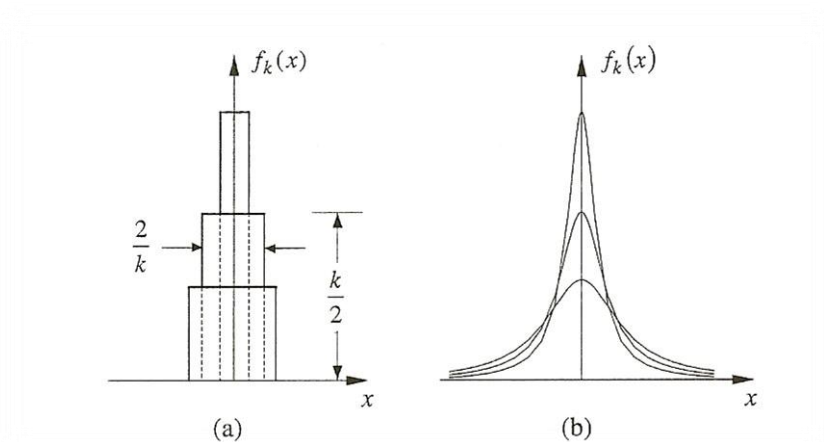 f_k(x)
2/k
k/2
x
(a)
f_k(x)
x
(b)